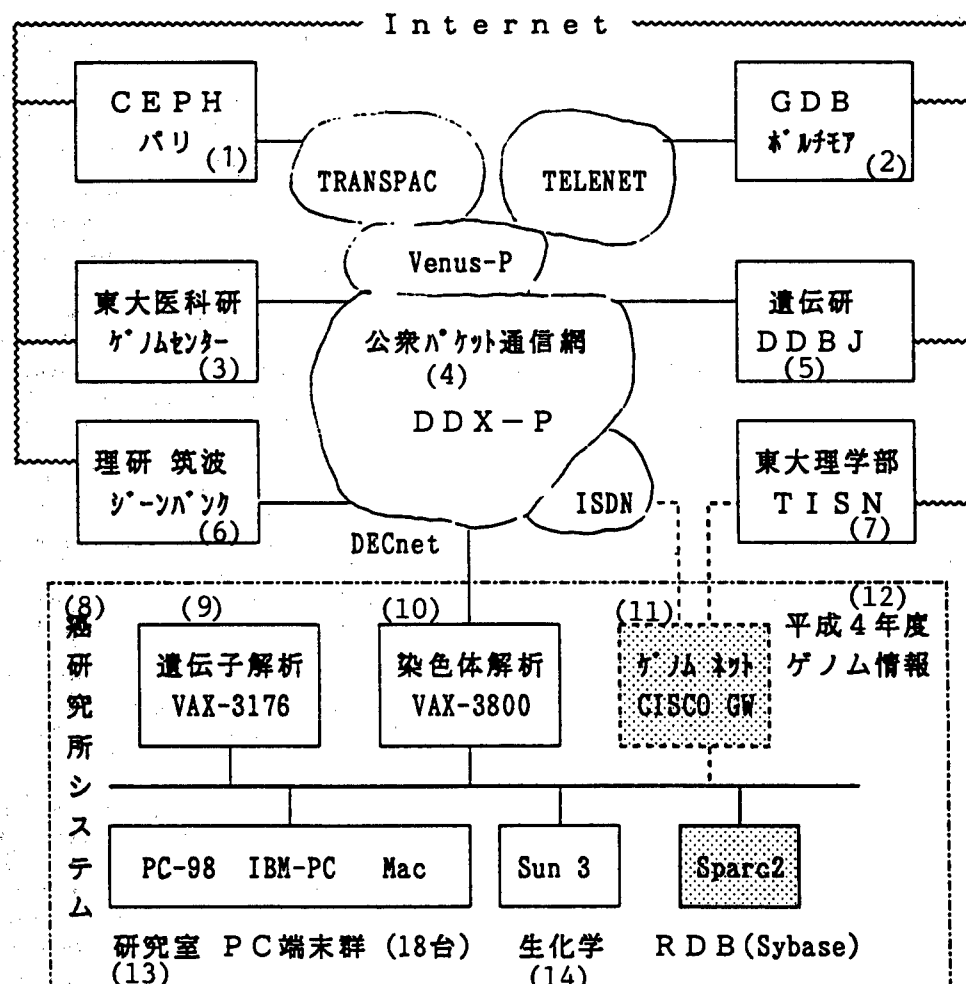 Internet
CEPH
パリ
(1)
GDB
ボルチモア
(2)
TRANSPAC
TELENET
Venus-P
東大医科研
ゲノムセンター
(3)
公衆パケット通信網
(4)
DDX-P
遺伝研
DDBJ
(5)
理研 筑波
ジーンバンク
(6)
ISDN
東大理学部
TISN
(7)
DECnet
(8)
癌研究所システム
(9)
遺伝子解析
VAX-3176
(10)
染色体解析
VAX-3800
(11)
ゲノム ネット
CISCO GW
(12)
平成4年度
ゲノム情報
PC-98 IBM-PC Mac
Sun 3
Sparc2
研究室 PC端末群 (18台)
(13)
生化学
(14)
RDB(Sybase)